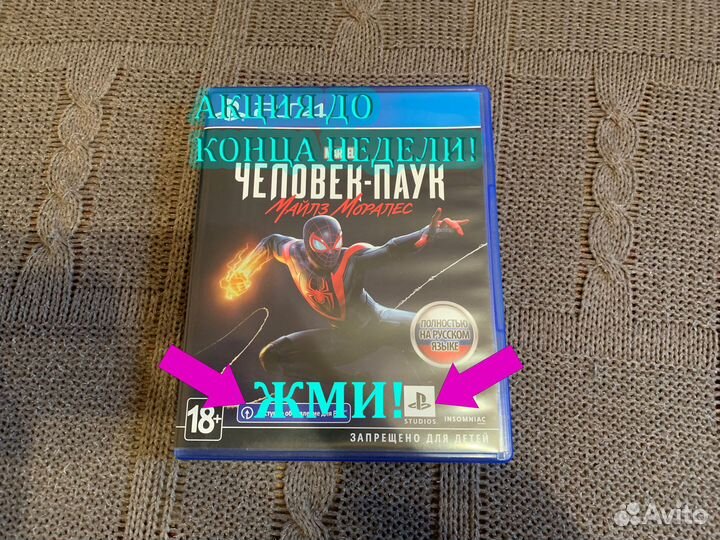 АКЦИЯ ДО
КОНЦА НЕДЕЛИ!
ЧЕЛОВЕК-ПАУК
МАЙЛЗ МОРАЛЕС
ПОЛНОСТЬЮ
НА РУССКОМ
ЯЗЫКЕ
ЖМИ!
18+
STUDIOS
INSOMNIAC
ЗАПРЕЩЕНО ДЛЯ ДЕТЕЙ
Avito